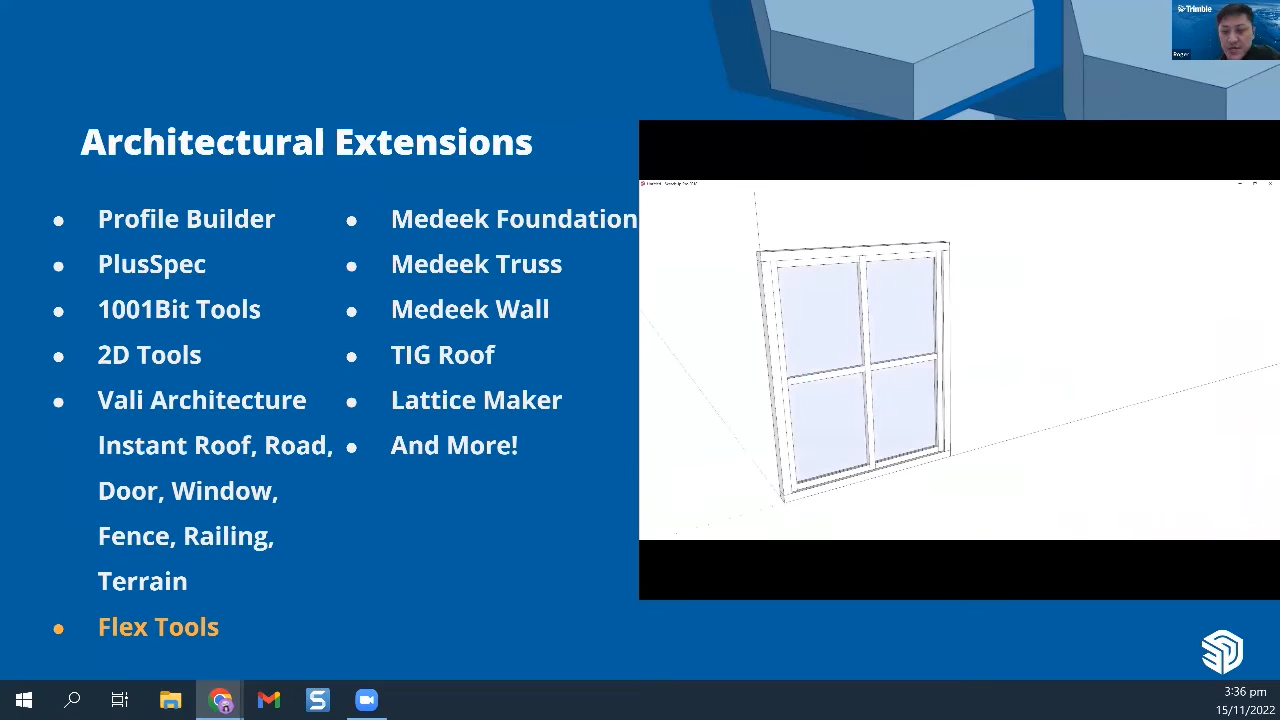 Trimble
Roger
Architectural Extensions
Profile Builder
PlusSpec
1001Bit Tools
2D Tools
Vali Architecture
Instant Roof, Road,
Door, Window,
Fence, Railing,
Terrain
Flex Tools
Medeek Foundation
Medeek Truss
Medeek Wall
TIG Roof
Lattice Maker
And More!
3:36 pm
15/11/2022